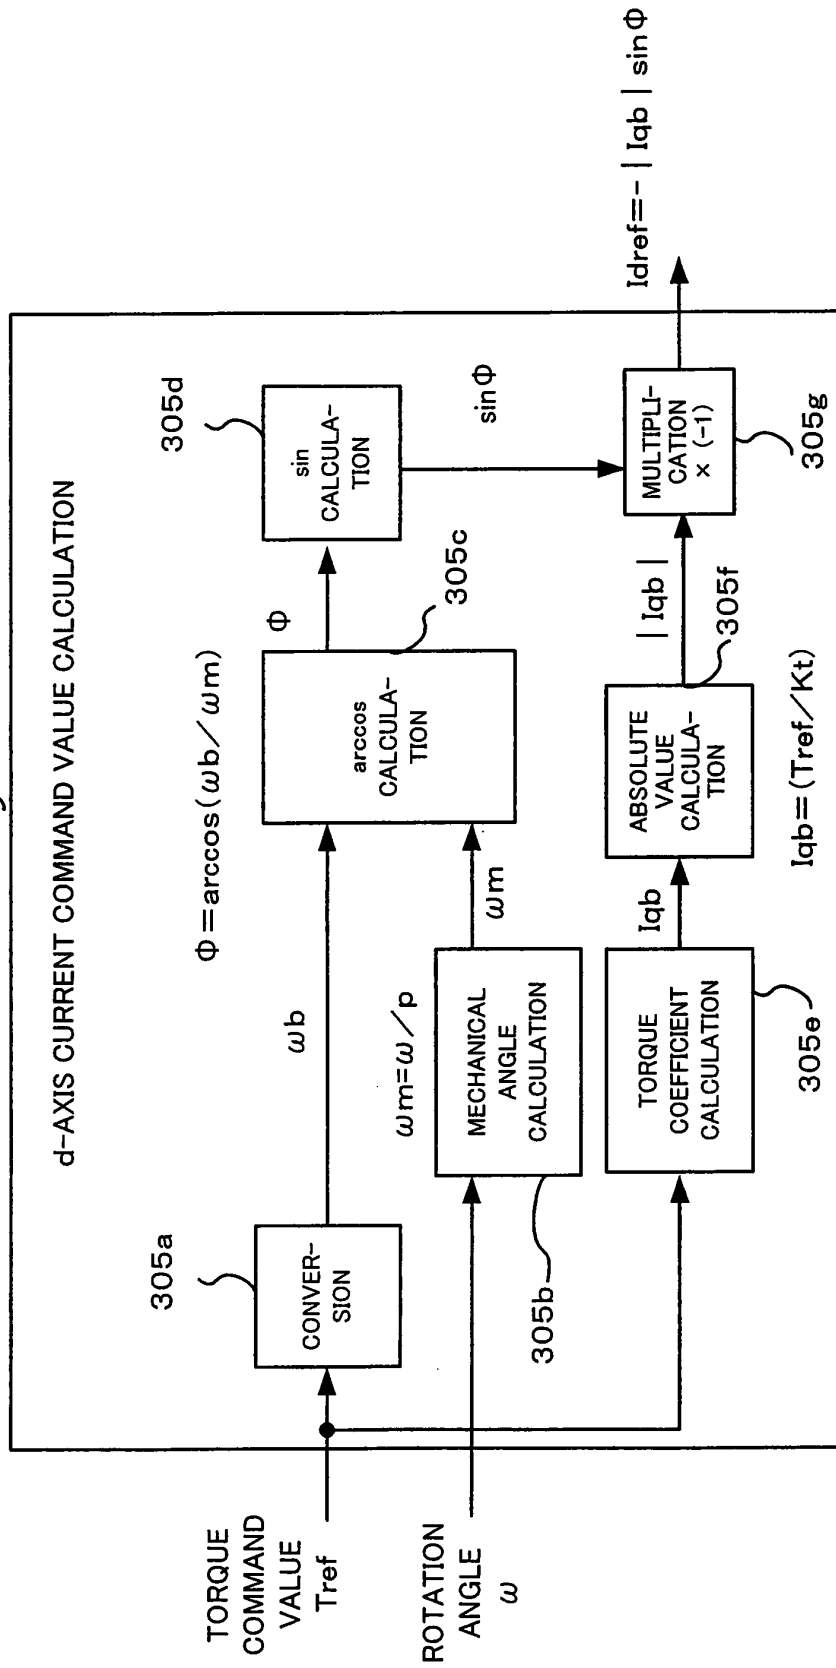 d-AXIS CURRENT COMMAND VALUE CALCULATION
TORQUE
COMMAND
VALUE
Tref
ROTATION
ANGLE
ω
305a
CONVER-
SION
ωb
Φ=arccos(ωb/ωm)
ωm=ω/p
MECHANICAL
ANGLE
CALCULATION
305b
ωm
arccos
CALCULA-
TION
305c
Φ
305d
sin
CALCULA-
TION
sinΦ
TORQUE
COEFFICIENT
CALCULATION
305e
Iqb
ABSOLUTE
VALUE
CALCULA-
TION
305f
Iqb=(Tref/Kt)
|Iqb|
MULTIPLI-
CATION
× (-1)
305g
Idref=-|Iqb|sinΦ